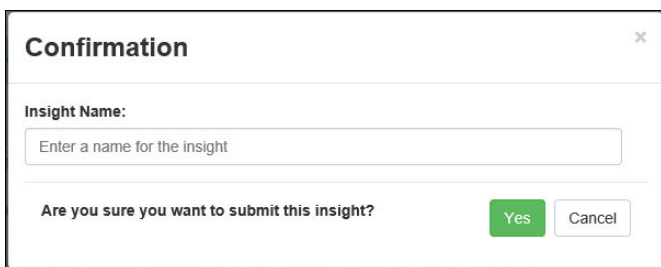 Confirmation
×
Insight Name:
Enter a name for the insight
Are you sure you want to submit this insight?
Yes
Cancel